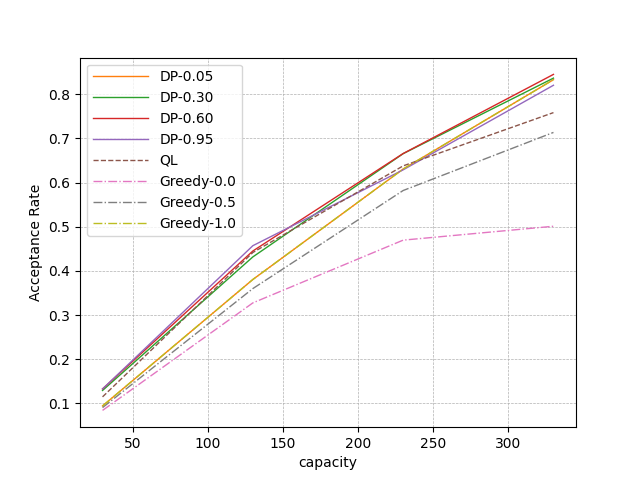 DP-0.05
DP-0.30
DP-0.60
DP-0.95
QL
Greedy-0.0
Greedy-0.5
Greedy-1.0
Acceptance Rate
0.8
0.7
0.6
0.5
0.4
0.3
0.2
0.1
50
100
150
200
250
300
capacity